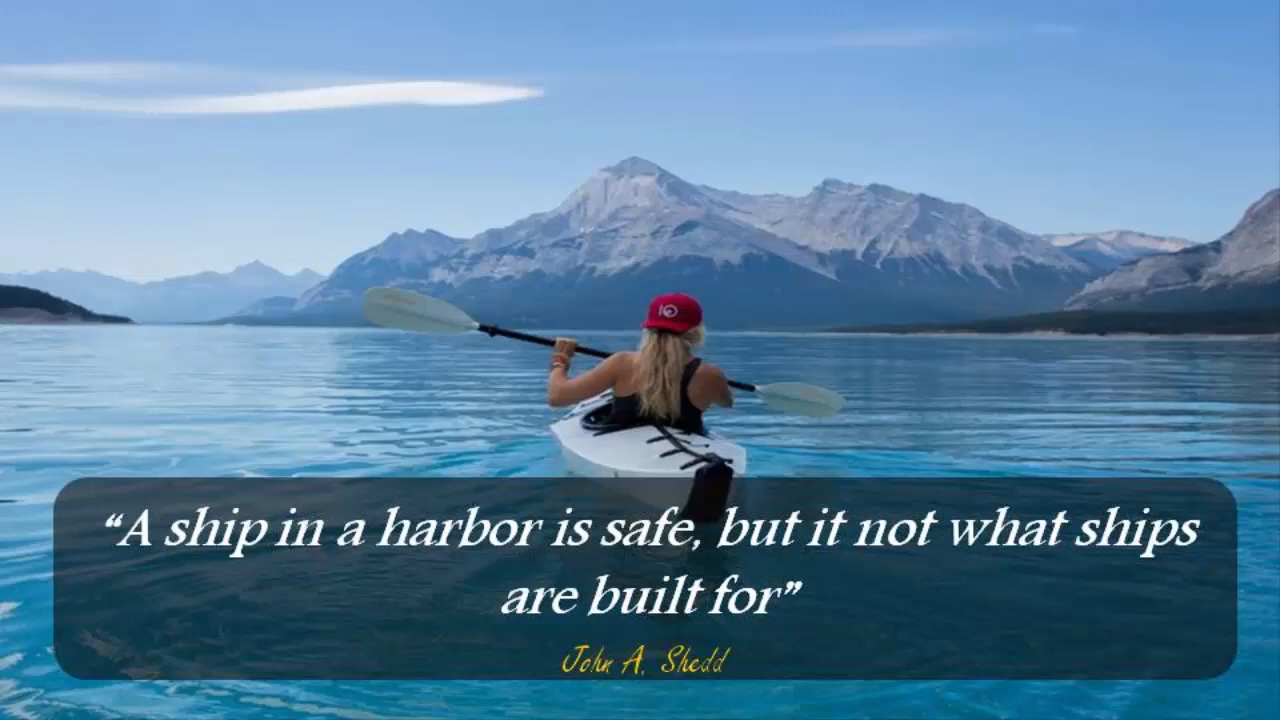 “A ship in a harbor is safe, but it not what ships
are built for”
John A. Shedd